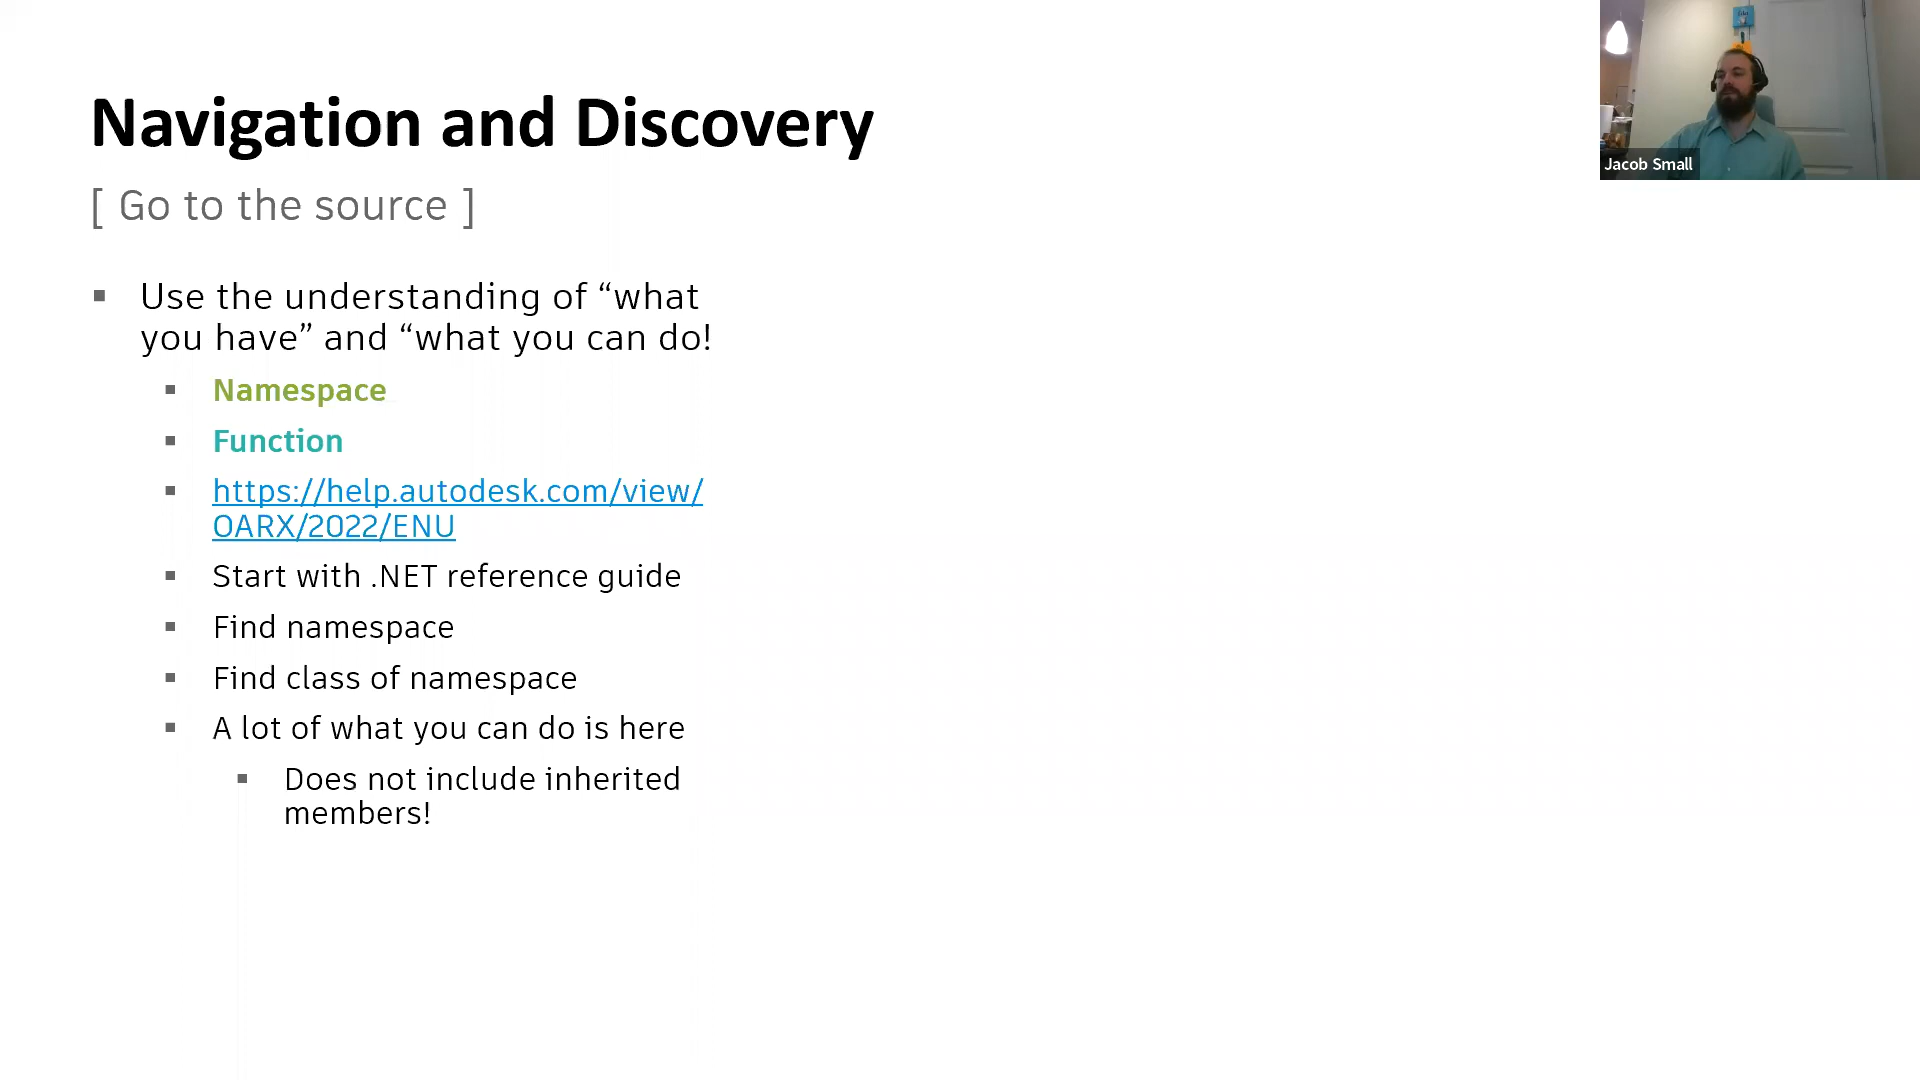 Navigation and Discovery
[ Go to the source ]
Use the understanding of “what
you have” and “what you can do!
Namespace
Function
https://help.autodesk.com/view/
OARX/2022/ENU
Start with .NET reference guide
Find namespace
Find class of namespace
A lot of what you can do is here
Does not include inherited
members!
Jacob Small